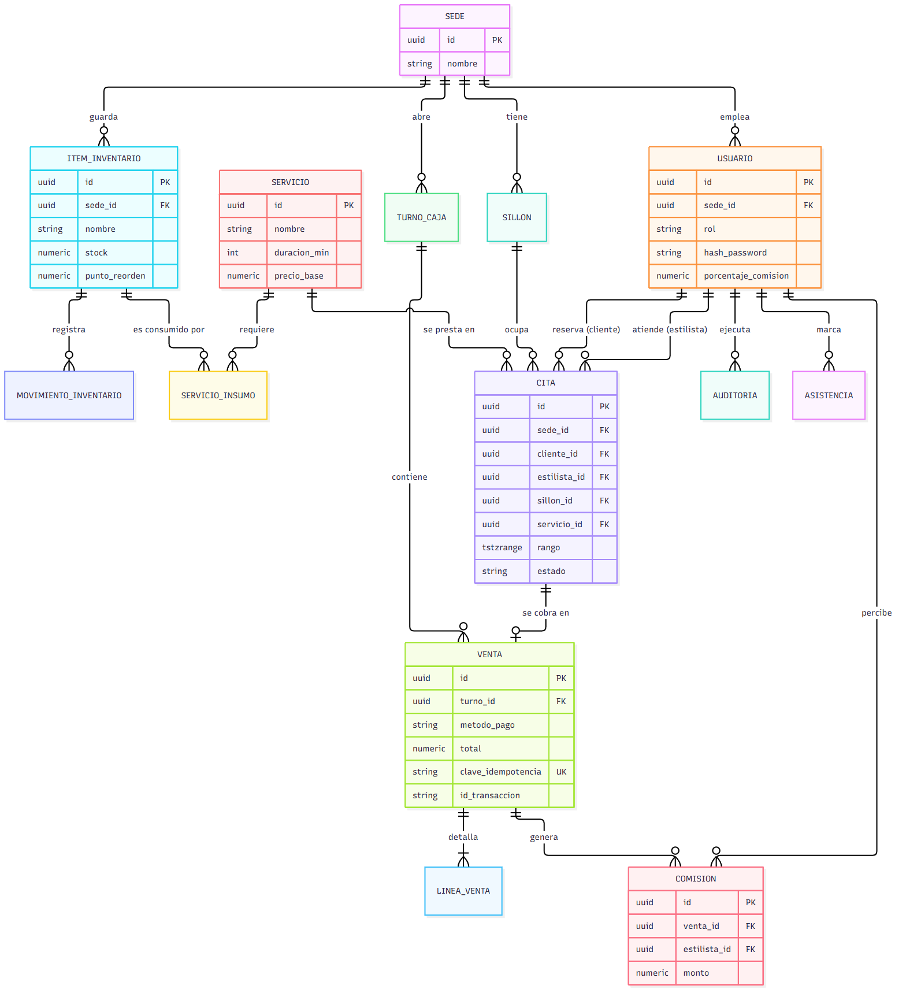 SEDE
uuid id PK
string nombre
guarda
abre
tiene
emplea
ITEM_INVENTARIO
uuid id PK
uuid sede_id FK
string nombre
numeric stock
numeric punto_reorden
SERVICIO
uuid id PK
string nombre
int duracion_min
numeric precio_base
TURNO_CAJA
SILLON
USUARIO
uuid id PK
uuid sede_id FK
string rol
string hash_password
numeric porcentaje_comision
registra
es consumido por
requiere
se presta en
ocupa
reserva (cliente)
atiende (estilista)
ejecuta
marca
MOVIMIENTO_INVENTARIO
SERVICIO_INSUMO
CITA
uuid id PK
uuid sede_id FK
uuid cliente_id FK
uuid estilista_id FK
uuid sillon_id FK
uuid servicio_id FK
tstzrange rango
string estado
AUDITORIA
ASISTENCIA
contiene
se cobra en
percibe
VENTA
uuid id PK
uuid turno_id FK
string metodo_pago
numeric total
string clave_idempotencia UK
string id_transaccion
detalla
genera
LINEA_VENTA
COMISION
uuid id PK
uuid venta_id FK
uuid estilista_id FK
numeric monto